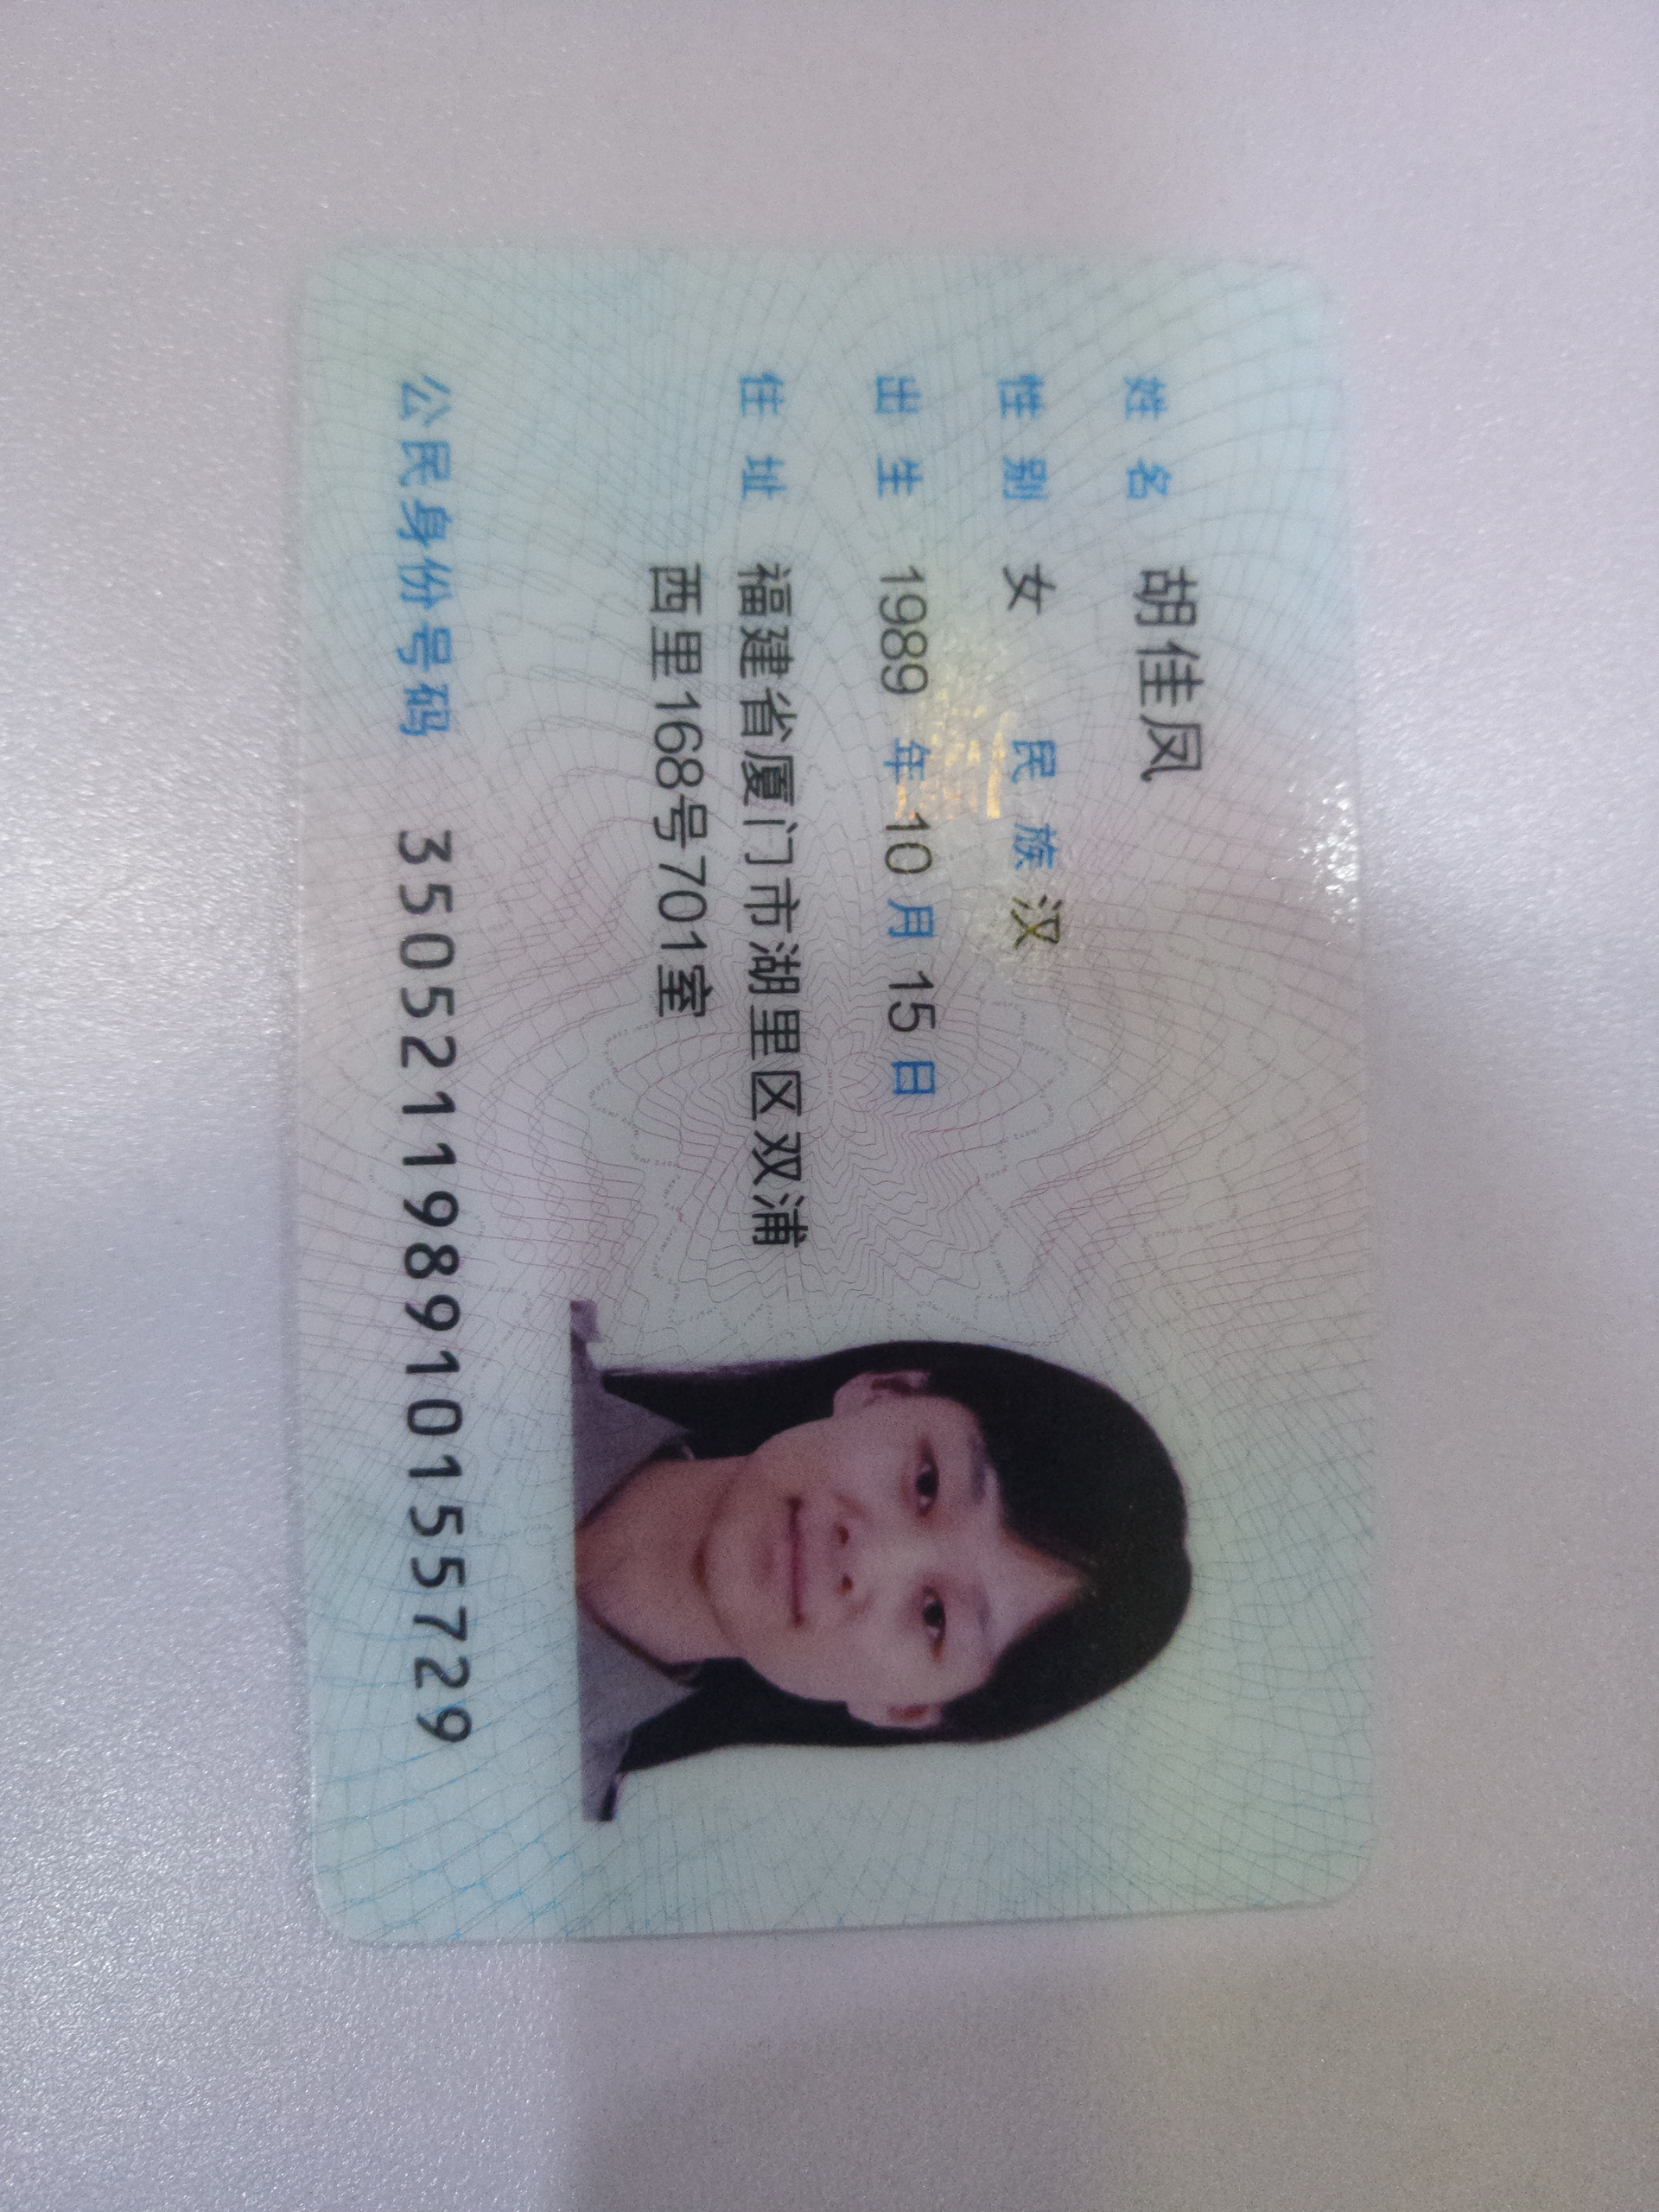 姓名 胡佳凤
性别 女 民族 汉
出生 1989 年 10 月 15 日
住址 福建省厦门市湖里区双浦
西里168号701室
公民身份号码 350521198910155729